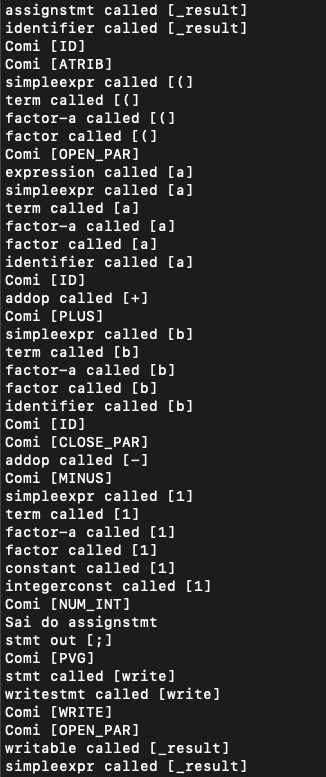 assignstmt called [_result]
identifier called [_result]
Comi [ID]
Comi [ATRIB]
simpleexpr called [(]
term called [(]
factor-a called [(]
factor called [(]
Comi [OPEN_PAR]
expression called [a]
simpleexpr called [a]
term called [a]
factor-a called [a]
factor called [a]
identifier called [a]
Comi [ID]
addop called [+]
Comi [PLUS]
simpleexpr called [b]
term called [b]
factor-a called [b]
factor called [b]
identifier called [b]
Comi [ID]
Comi [CLOSE_PAR]
addop called [-]
Comi [MINUS]
simpleexpr called [1]
term called [1]
factor-a called [1]
factor called [1]
constant called [1]
integerconst called [1]
Comi [NUM_INT]
Sai do assignstmt
stmt out [;]
Comi [PVG]
stmt called [write]
writestmt called [write]
Comi [WRITE]
Comi [OPEN_PAR]
writable called [_result]
simpleexpr called [_result]